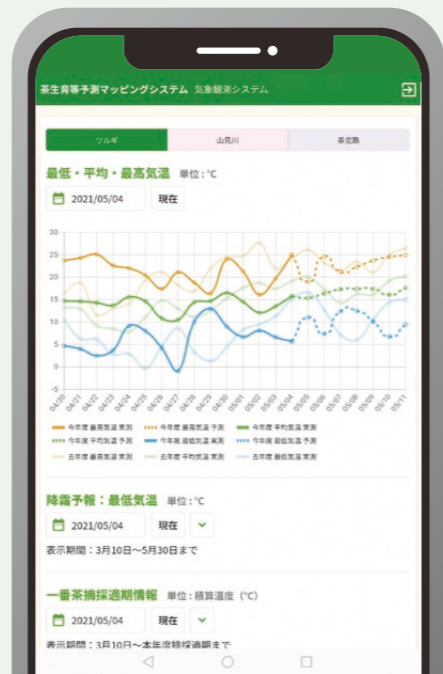 茶生育等予測マッピングシステム 気象観測システム
ツルギ 山見川 茶恋路
最低・平均・最高気温 単位:℃
2021/05/04 現在
30
25
20
15
10
5
0
-5
04/20 04/21 04/22 04/23 04/24 04/25 04/26 04/27 04/28 04/29 04/30 05/01 05/02 05/03 05/04 05/05 05/06 05/07 05/08 05/09 05/10 05/11
今年度 最高気温 実測 今年度 最高気温 予測 今年度 平均気温 実測
今年度 平均気温 予測 今年度 最低気温 実測 今年度 最低気温 予測
去年度 最高気温 実測 去年度 平均気温 実測 去年度 最低気温 実測
降霜予報:最低気温 単位:℃
2021/05/04 現在
表示期間:3月10日~5月30日まで
一番茶摘採適期情報 単位:積算温度 (℃)
2021/05/04 現在
表示期間:3月10日~本年度摘採適期まで